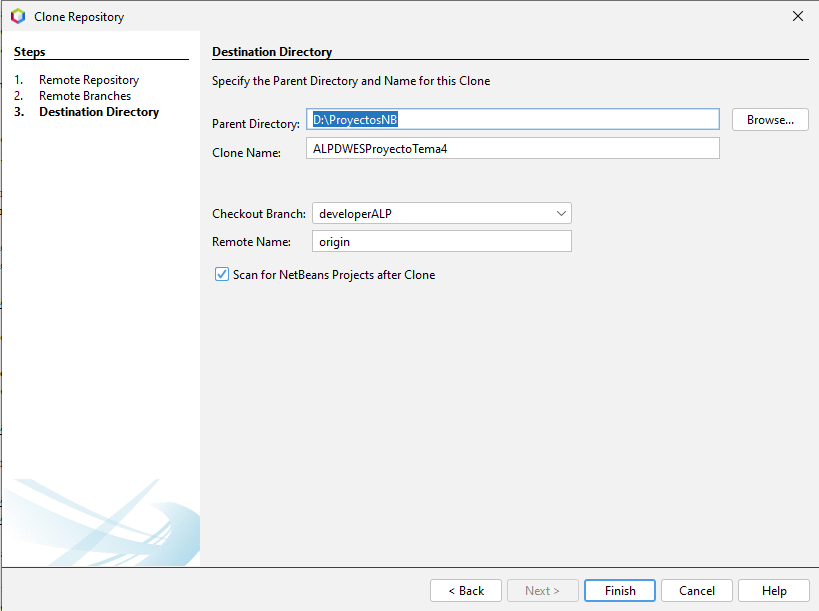 Clone Repository
Steps
1. Remote Repository
2. Remote Branches
3. Destination Directory
Destination Directory
Specify the Parent Directory and Name for this Clone
Parent Directory: D:\ProyectosNB Browse...
Clone Name: ALPDWESProyectoTema4
Checkout Branch: developerALP
Remote Name: origin
Scan for NetBeans Projects after Clone
< Back Next > Finish Cancel Help